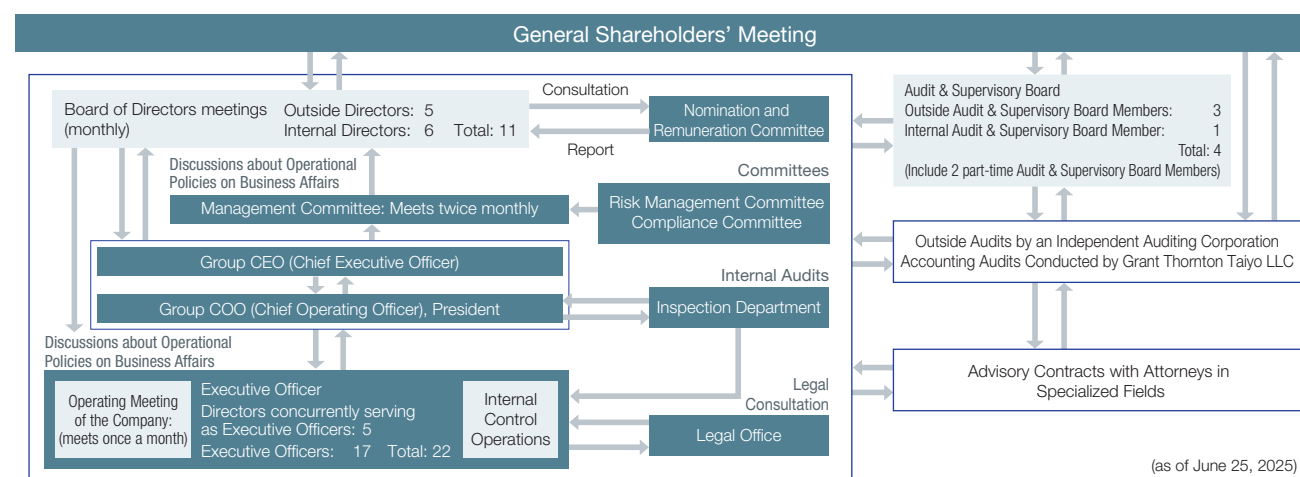 General Shareholders' Meeting
Board of Directors meetings
(monthly)
Outside Directors: 5
Internal Directors: 6 Total: 11
Consultation
Report
Nomination and
Remuneration Committee
Discussions about Operational
Policies on Business Affairs
Management Committee: Meets twice monthly
Committees
Risk Management Committee
Compliance Committee
Group CEO (Chief Executive Officer)
Group COO (Chief Operating Officer), President
Internal Audits
Inspection Department
Discussions about Operational
Policies on Business Affairs
Operating Meeting
of the Company:
(meets once a month)
Executive Officer
Directors concurrently serving
as Executive Officers: 5
Executive Officers: 17 Total: 22
Internal
Control
Operations
Legal
Consultation
Legal Office
Audit & Supervisory Board
Outside Audit & Supervisory Board Members: 3
Internal Audit & Supervisory Board Member: 1
Total: 4
(Include 2 part-time Audit & Supervisory Board Members)
Outside Audits by an Independent Auditing Corporation
Accounting Audits Conducted by Grant Thornton Taiyo LLC
Advisory Contracts with Attorneys in
Specialized Fields
(as of June 25, 2025)